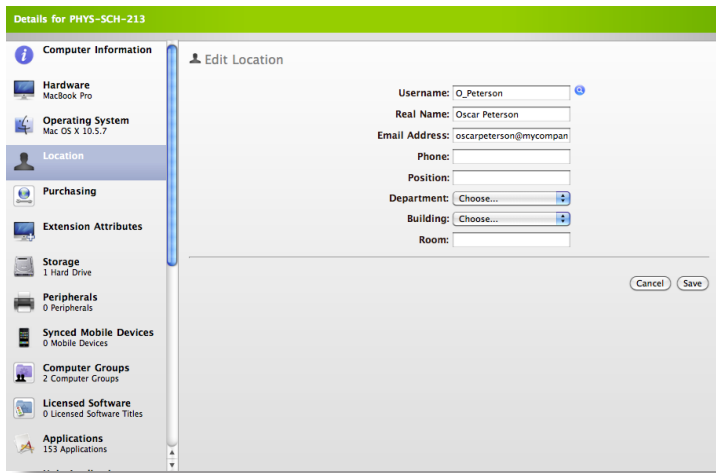 Details for PHYS-SCH-213
Computer Information
Hardware
MacBook Pro
Operating System
Mac OS X 10.5.7
Location
Purchasing
Extension Attributes
Storage
1 Hard Drive
Peripherals
0 Peripherals
Synced Mobile Devices
0 Mobile Devices
Computer Groups
2 Computer Groups
Licensed Software
0 Licensed Software Titles
Applications
153 Applications
Edit Location
Username: O_Peterson
Real Name: Oscar Peterson
Email Address: oscarpeterson@mycompan
Phone:
Position:
Department: Choose...
Building: Choose...
Room:
Cancel Save